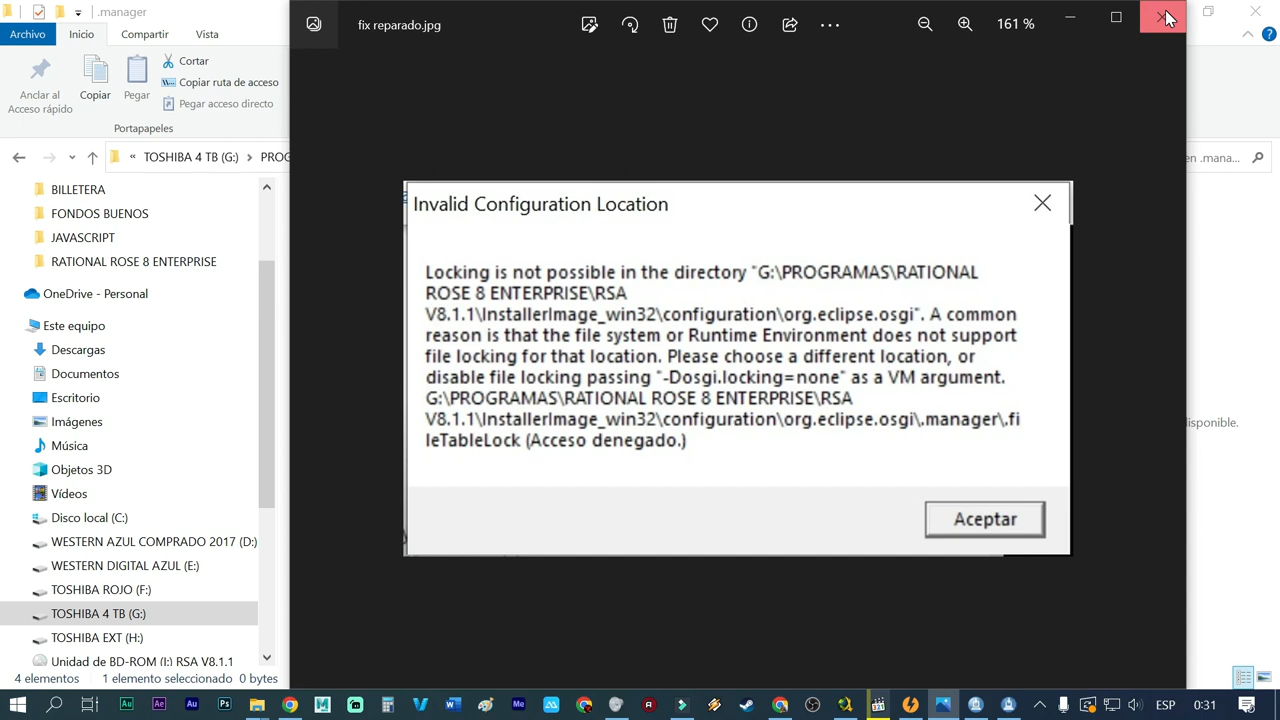 .manager
fix reparado.jpg
161 %
Archivo
Inicio
Compartir
Vista
Anclar al
Acceso rápido
Copiar
Pegar
Cortar
Copiar ruta de acceso
Pegar acceso directo
Portapapeles
« TOSHIBA 4 TB (G:) > PROG
en .mana...
BILLETERA
FONDOS BUENOS
JAVASCRIPT
RATIONAL ROSE 8 ENTERPRISE
OneDrive - Personal
Este equipo
Descargas
Documentos
Escritorio
Imágenes
Música
Objetos 3D
Vídeos
Disco local (C:)
WESTERN AZUL COMPRADO 2017 (D:)
WESTERN DIGITAL AZUL (E:)
TOSHIBA ROJO (F:)
TOSHIBA 4 TB (G:)
TOSHIBA EXT (H:)
Unidad de BD-ROM (I:) RSA V8.1.1
4 elementos
1 elemento seleccionado
0 bytes
Invalid Configuration Location
Locking is not possible in the directory "G:\PROGRAMAS\RATIONAL
ROSE 8 ENTERPRISE\RSA
V8.1.1\InstallerImage_win32\configuration\org.eclipse.osgi". A common
reason is that the file system or Runtime Environment does not support
file locking for that location. Please choose a different location, or
disable file locking passing "-Dosgi.locking=none" as a VM argument.
G:\PROGRAMAS\RATIONAL ROSE 8 ENTERPRISE\RSA
V8.1.1\InstallerImage_win32\configuration\org.eclipse.osgi\.manager\.fi
leTableLock (Acceso denegado.)
Aceptar
disponible.
Au
Ae
Au
Ps
M
W
Me
ESP
0:31